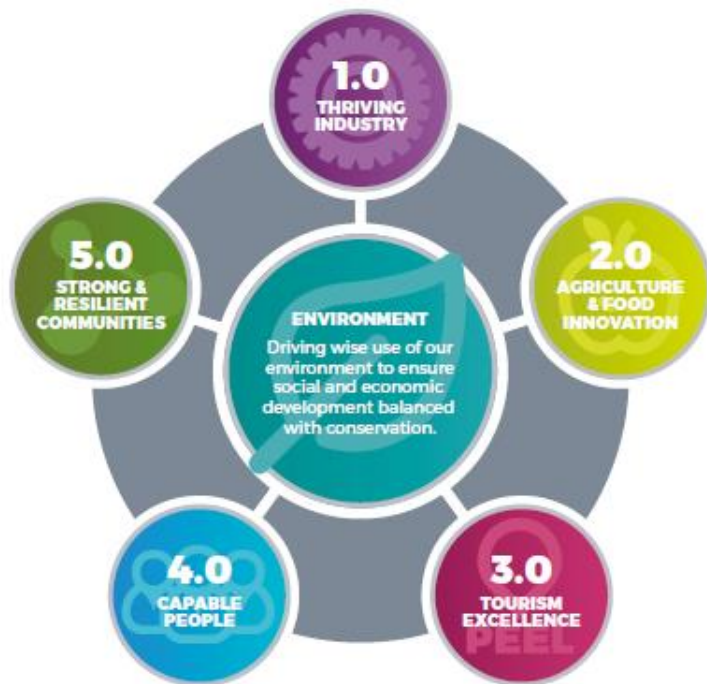 1.0
THRIVING
INDUSTRY
2.0
AGRICULTURE
& FOOD
INNOVATION
3.0
TOURISM
EXCELLENCE
PEEL
4.0
CAPABLE
PEOPLE
5.0
STRONG &
RESILIENT
COMMUNITIES
ENVIRONMENT
Driving wise use of our
environment to ensure
social and economic
development balanced
with conservation.